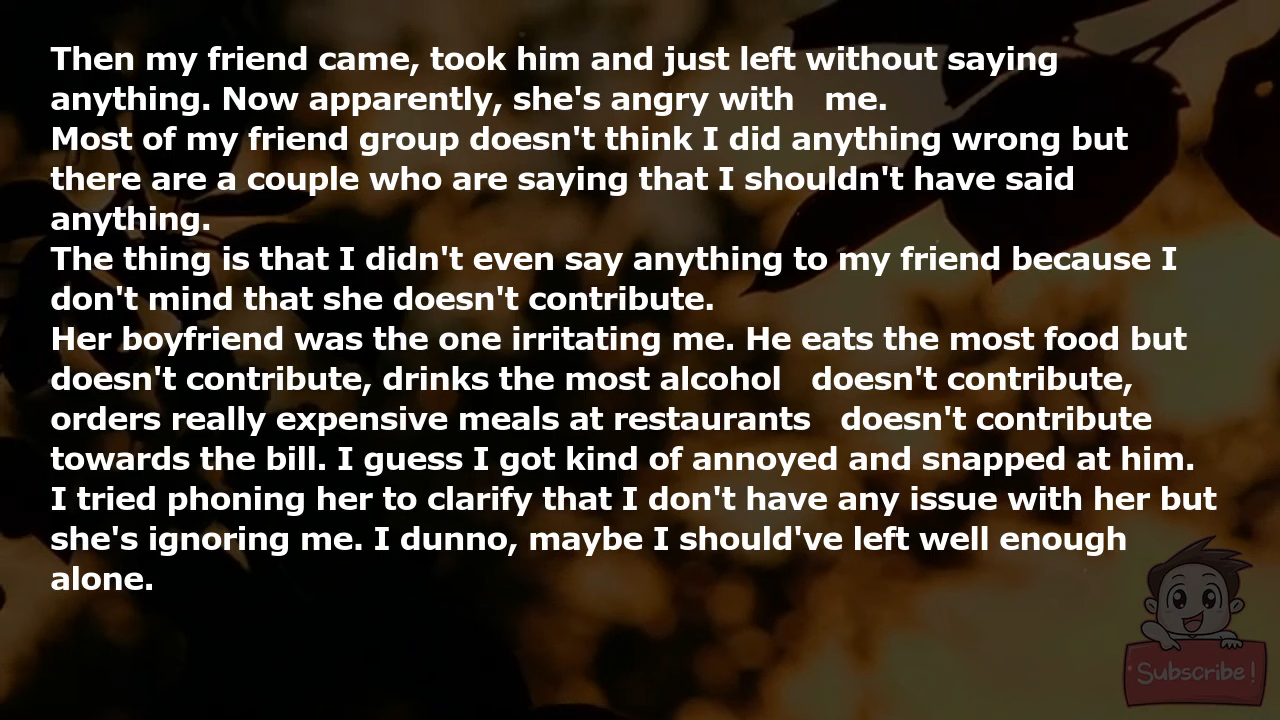 Then my friend came, took him and just left without saying
anything. Now apparently, she's angry with   me.
Most of my friend group doesn't think I did anything wrong but
there are a couple who are saying that I shouldn't have said
anything.
The thing is that I didn't even say anything to my friend because I
don't mind that she doesn't contribute.
Her boyfriend was the one irritating me. He eats the most food but
doesn't contribute, drinks the most alcohol   doesn't contribute,
orders really expensive meals at restaurants   doesn't contribute
towards the bill. I guess I got kind of annoyed and snapped at him.
I tried phoning her to clarify that I don't have any issue with her but
she's ignoring me. I dunno, maybe I should've left well enough
alone.
Subscribe!